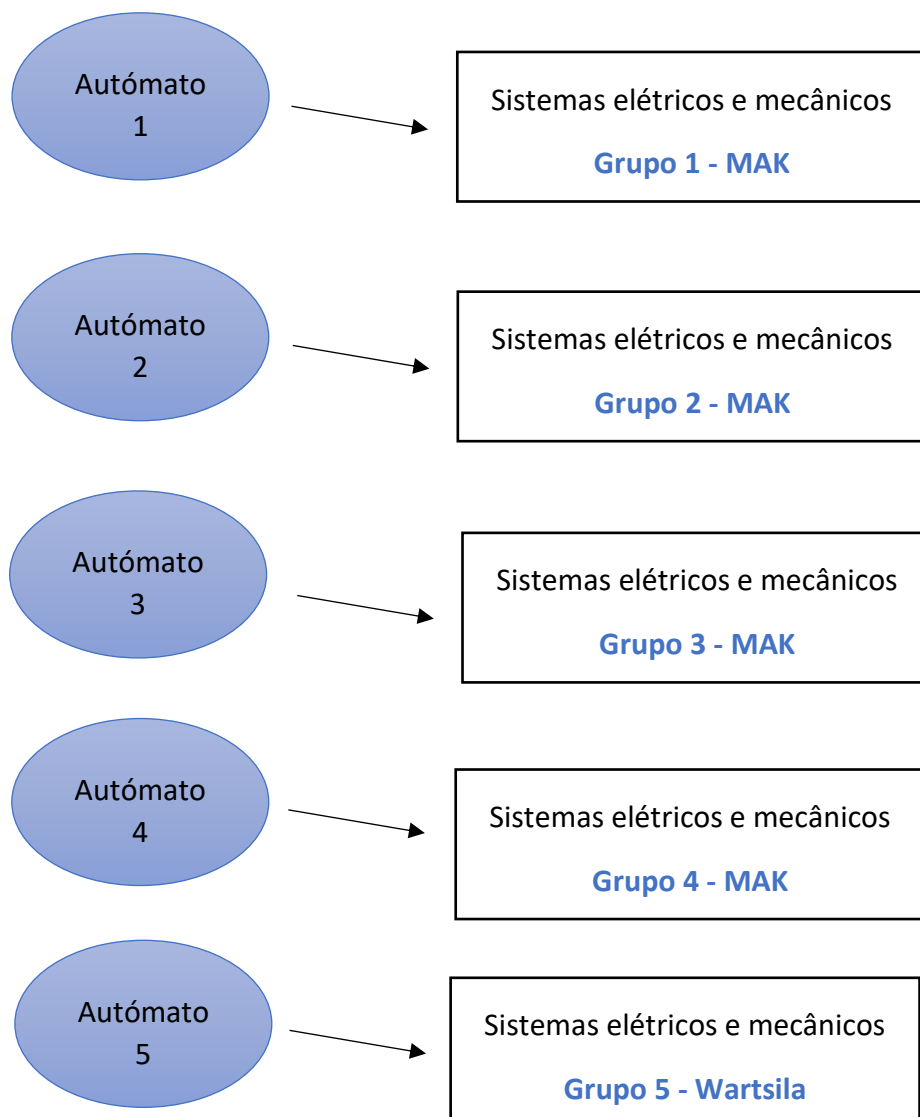 Autómato
1
Sistemas elétricos e mecânicos
Grupo 1 - MAK
Autómato
2
Sistemas elétricos e mecânicos
Grupo 2 - MAK
Autómato
3
Sistemas elétricos e mecânicos
Grupo 3 - MAK
Autómato
4
Sistemas elétricos e mecânicos
Grupo 4 - MAK
Autómato
5
Sistemas elétricos e mecânicos
Grupo 5 - Wartsila